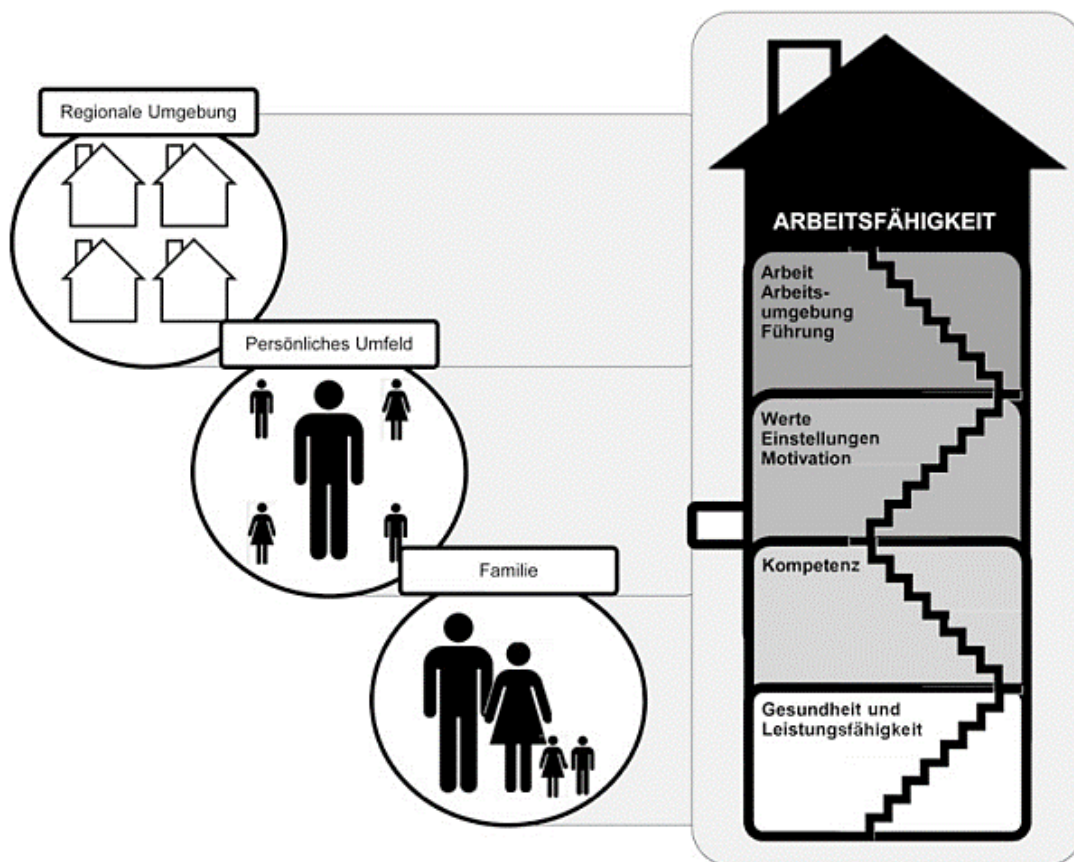 Regionale Umgebung
Persönliches Umfeld
Familie
ARBEITSFÄHIGKEIT
Arbeit
Arbeits-
umgebung
Führung
Werte
Einstellungen
Motivation
Kompetenz
Gesundheit und
Leistungsfähigkeit